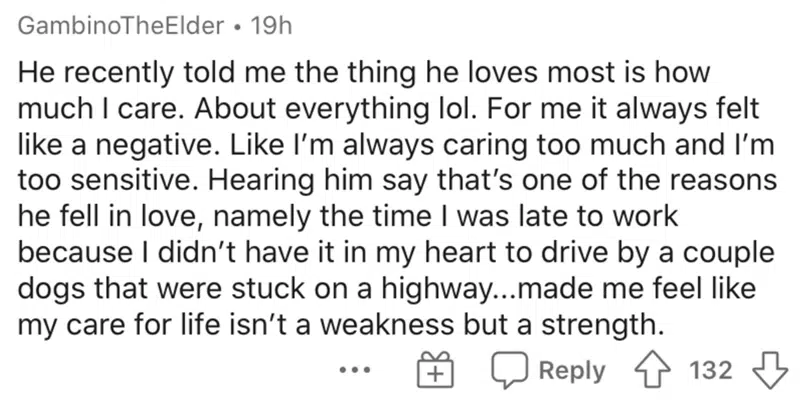 GambinoTheElder • 19h
He recently told me the thing he loves most is how
much I care. About everything lol. For me it always felt
like a negative. Like I’m always caring too much and I’m
too sensitive. Hearing him say that’s one of the reasons
he fell in love, namely the time I was late to work
because I didn’t have it in my heart to drive by a couple
dogs that were stuck on a highway...made me feel like
my care for life isn’t a weakness but a strength.
Reply 132